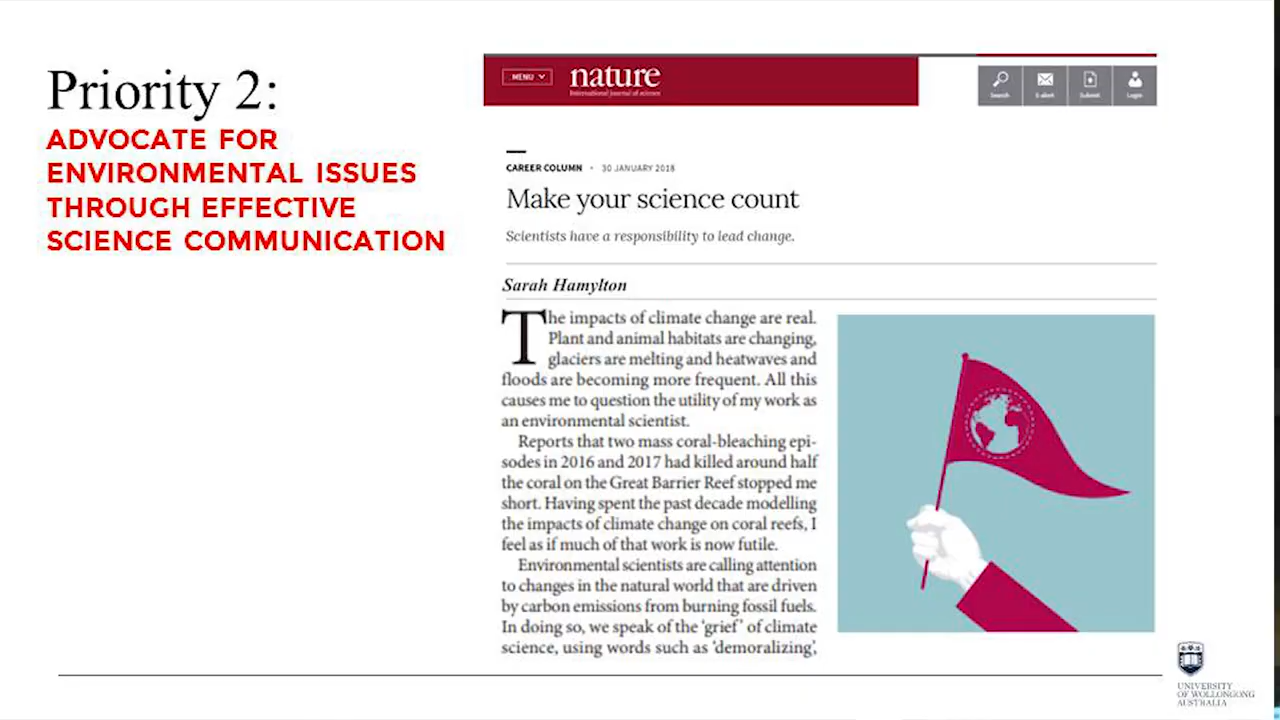 Priority 2:
ADVOCATE FOR
ENVIRONMENTAL ISSUES
THROUGH EFFECTIVE
SCIENCE COMMUNICATION
MENU
nature
International journal of science
Search
E-alert
Submit
Login
CAREER COLUMN • 30 JANUARY 2018
Make your science count
Scientists have a responsibility to lead change.
Sarah Hamylton
The impacts of climate change are real.
Plant and animal habitats are changing,
glaciers are melting and heatwaves and
floods are becoming more frequent. All this
causes me to question the utility of my work as
an environmental scientist.
Reports that two mass coral-bleaching epi-
sodes in 2016 and 2017 had killed around half
the coral on the Great Barrier Reef stopped me
short. Having spent the past decade modelling
the impacts of climate change on coral reefs, I
feel as if much of that work is now futile.
Environmental scientists are calling attention
to changes in the natural world that are driven
by carbon emissions from burning fossil fuels.
In doing so, we speak of the ‘grief’ of climate
science, using words such as ‘demoralizing’,
UNIVERSITY
OF WOLLONGONG
AUSTRALIA